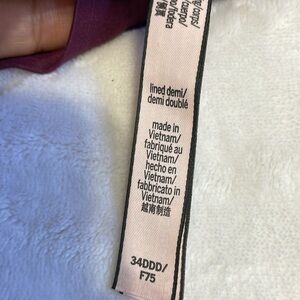 lined demi/
demi doublé
made in
Vietnam/
fabriqué au
Vietnam/
hecho en
Vietnam/
fabbricato in
Vietnam/
越南制造
34DDD/
F75